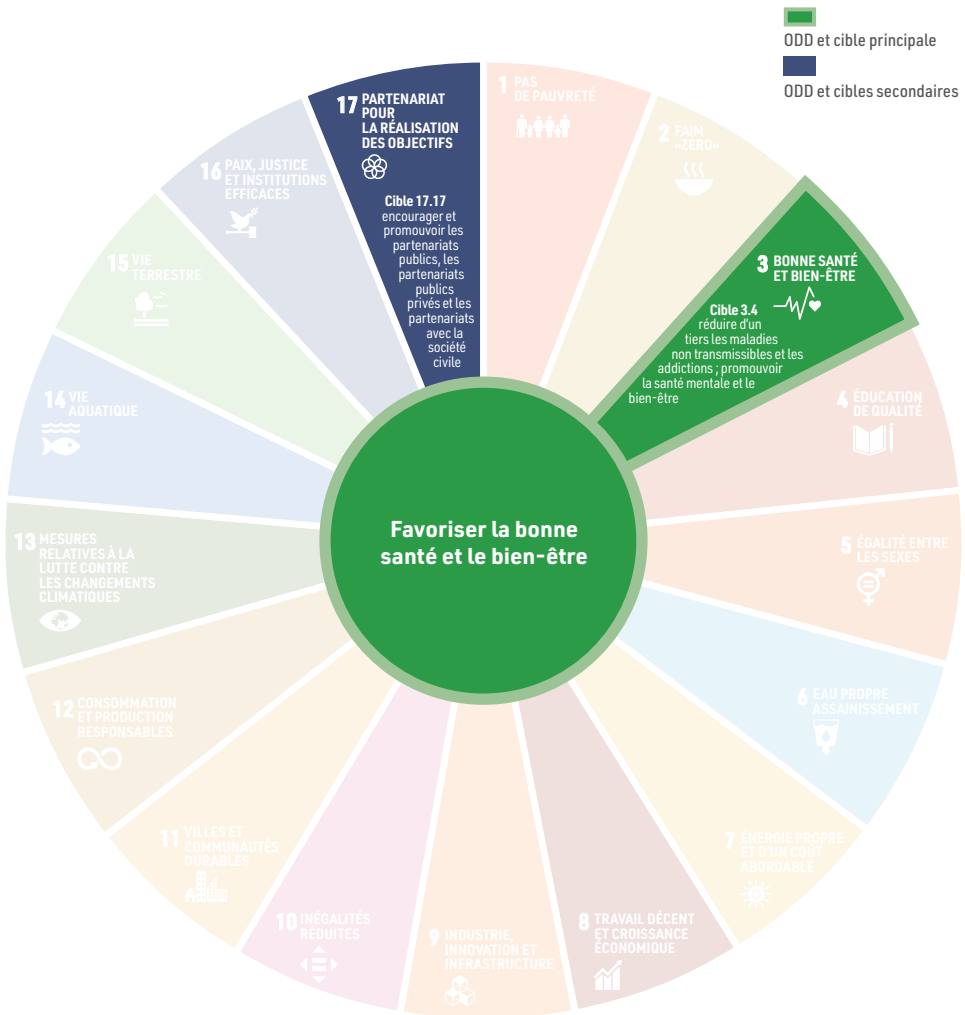 ODD et cible principale
ODD et cibles secondaires
1 PAS
DE PAUVRETÉ
2 FAIM
«ZÉRO»
3 BONNE SANTÉ
ET BIEN-ÊTRE
Cible 3.4
réduire d'un
tiers les maladies
non transmissibles et les
addictions ; promouvoir
la santé mentale et le
bien-être
4 ÉDUCATION
DE QUALITÉ
5 ÉGALITÉ ENTRE
LES SEXES
6 EAU PROPRE
ASSAINISSEMENT
7 ÉNERGIE PROPRE
ET D'UN COÛT
ABORDABLE
8 TRAVAIL DÉCENT
ET CROISSANCE
ÉCONOMIQUE
9 INDUSTRIE,
INNOVATION ET
INFRASTRUCTURE
10 INÉGALITÉS
RÉDUITES
11 VILLES ET
COMMUNAUTÉS
DURABLES
12 CONSOMMATION
ET PRODUCTION
RESPONSABLES
13 MESURES
RELATIVES À LA
LUTTE CONTRE
LES CHANGEMENTS
CLIMATIQUES
14 VIE
AQUATIQUE
15 VIE
TERRESTRE
16 PAIX, JUSTICE
ET INSTITUTIONS
EFFICACES
17 PARTENARIAT
POUR
LA RÉALISATION
DES OBJECTIFS
Cible 17.17
encourager et
promouvoir les
partenariats
publics, les
partenariats
publics
privés et les
partenariats
avec la
société
civile
Favoriser la bonne
santé et le bien-être